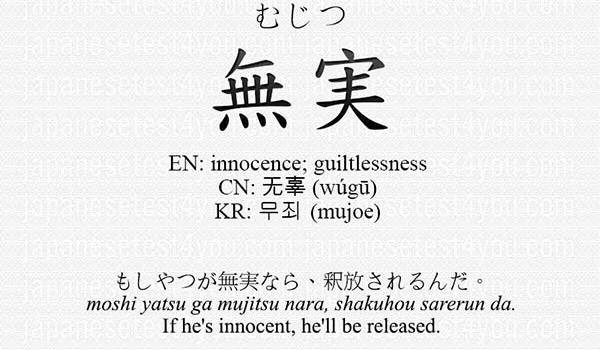 むじつ
無実
EN: innocence; guiltlessness
CN: 无辜 (wúgū)
KR: 무죄 (mujoe)
もしやつが無実なら、釈放されるんだ。
moshi yatsu ga mujitsu nara, shakuhou sarerun da.
If he's innocent, he'll be released.
japanesetest4you.com